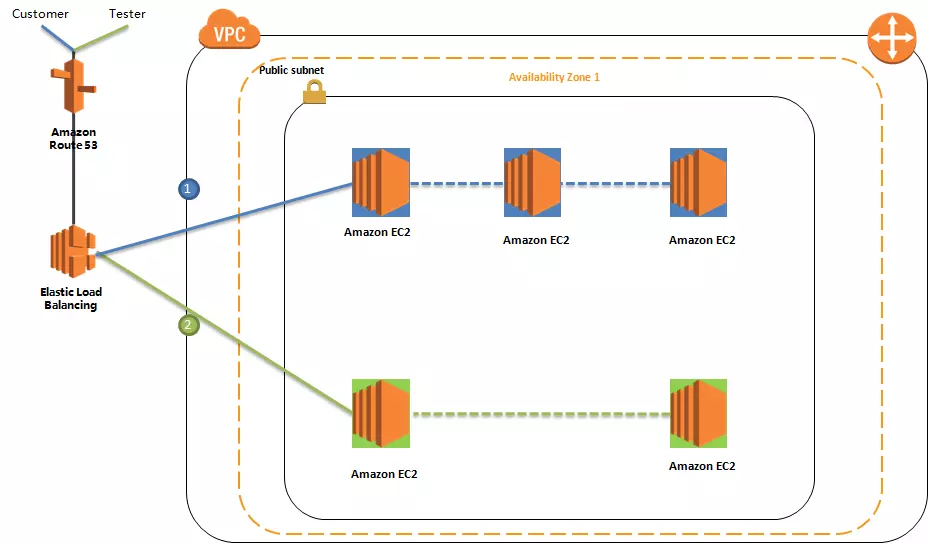 Customer
Tester
VPC
Public subnet
Availability Zone 1
Amazon
Route 53
1
Amazon EC2
Amazon EC2
Amazon EC2
Elastic Load
Balancing
2
Amazon EC2
Amazon EC2